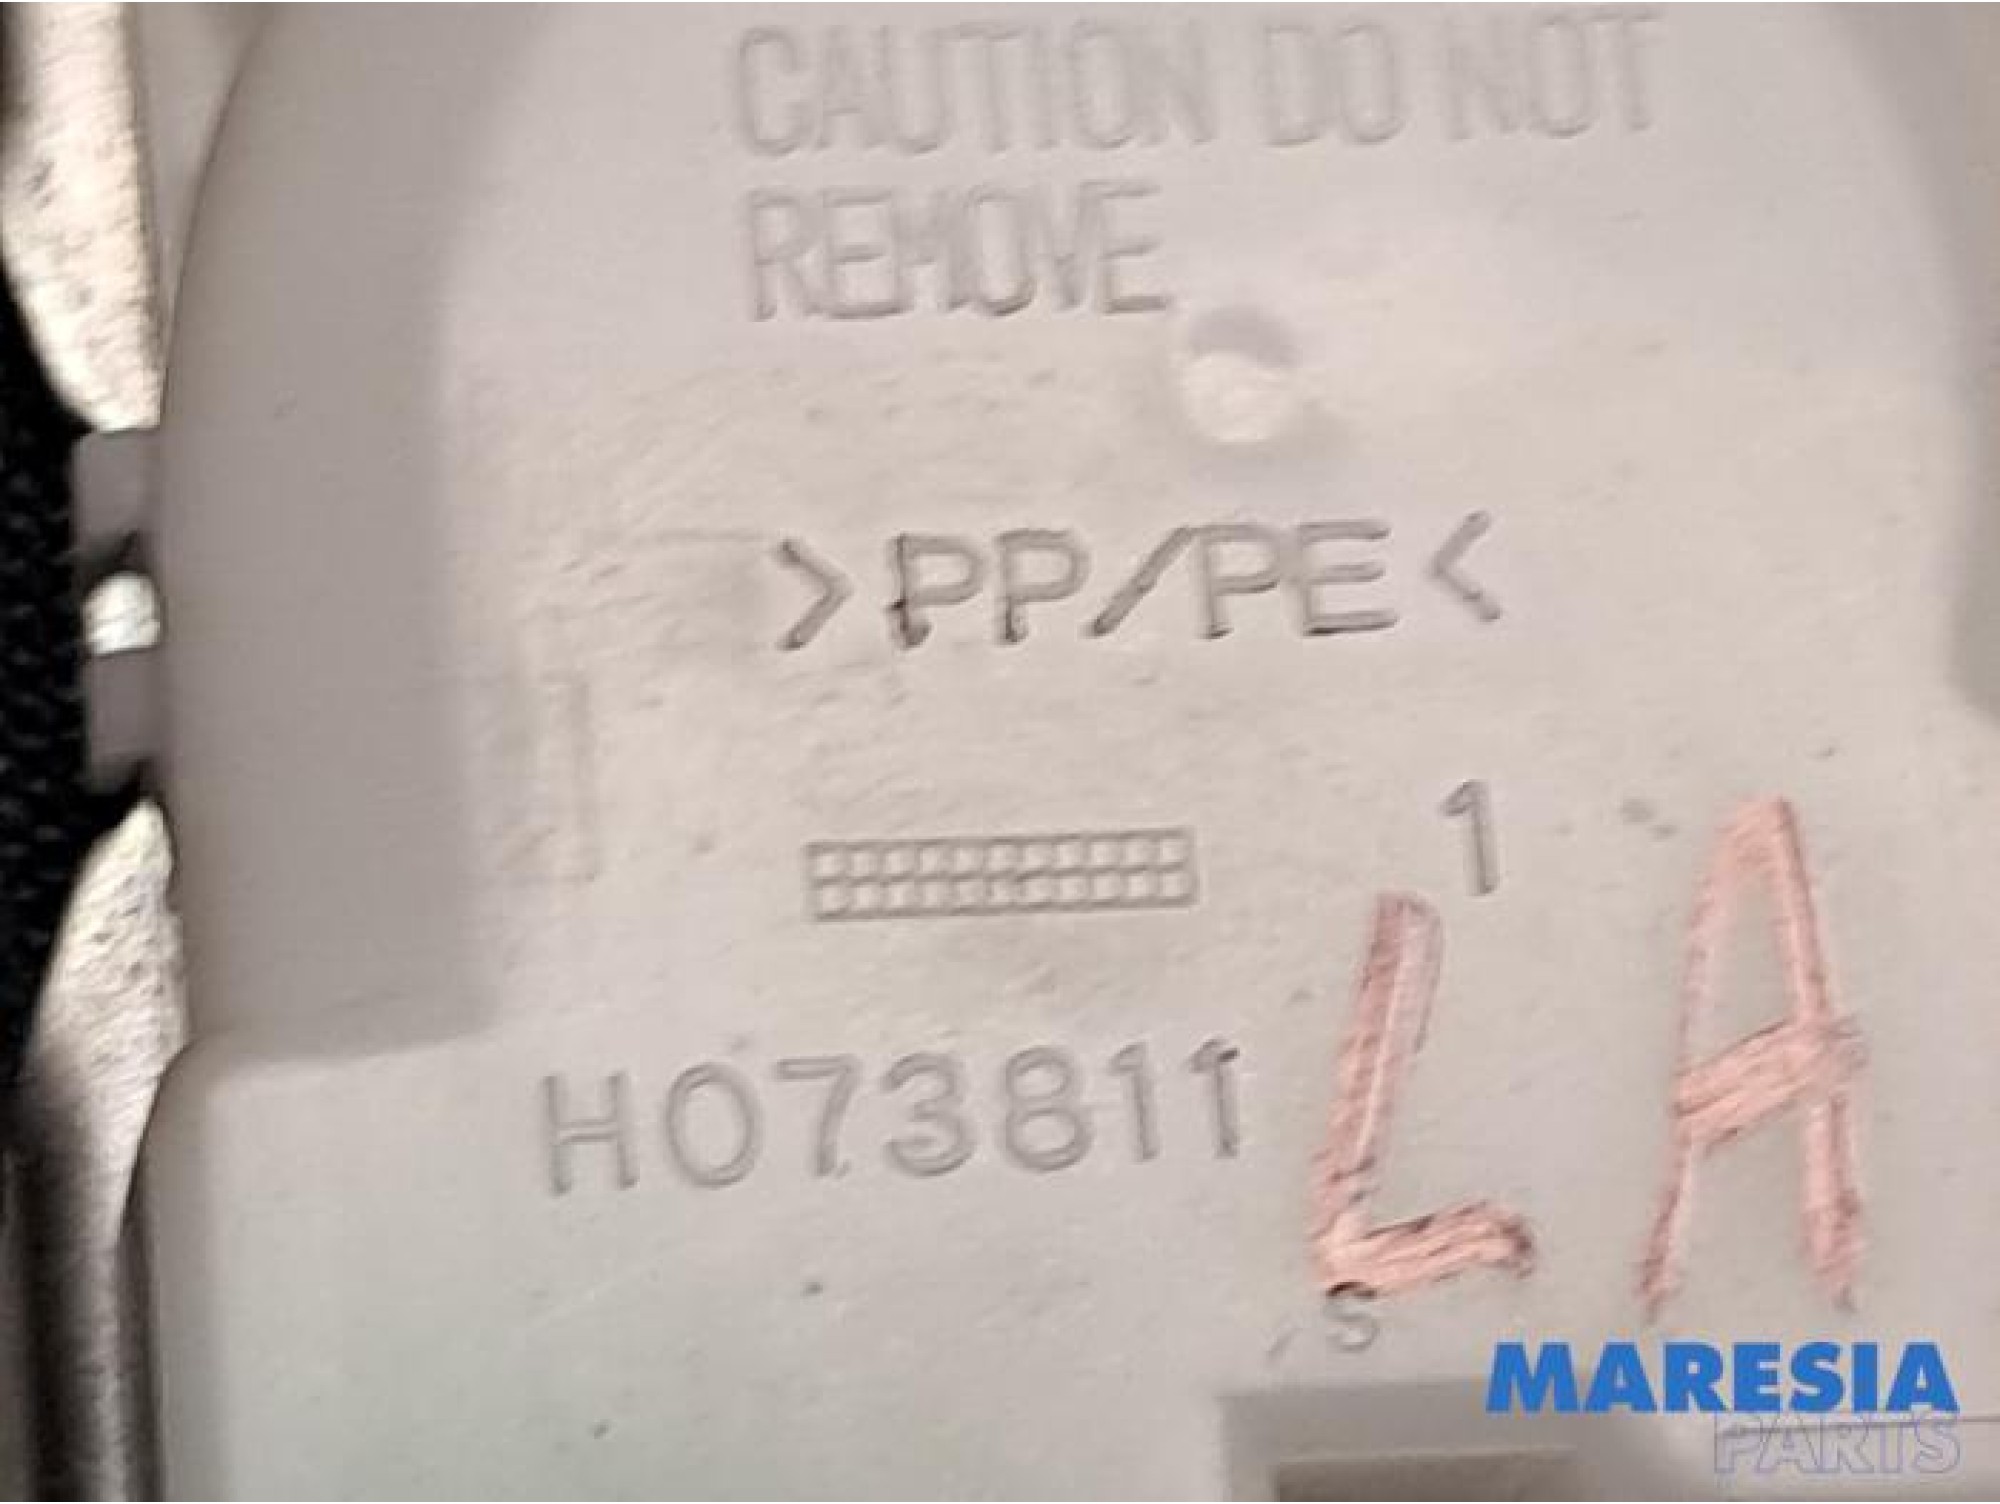 CAUTION DO NOT
REMOVE
>PP/PE<
1
H073811
LA
S
MARESIA
PARTS